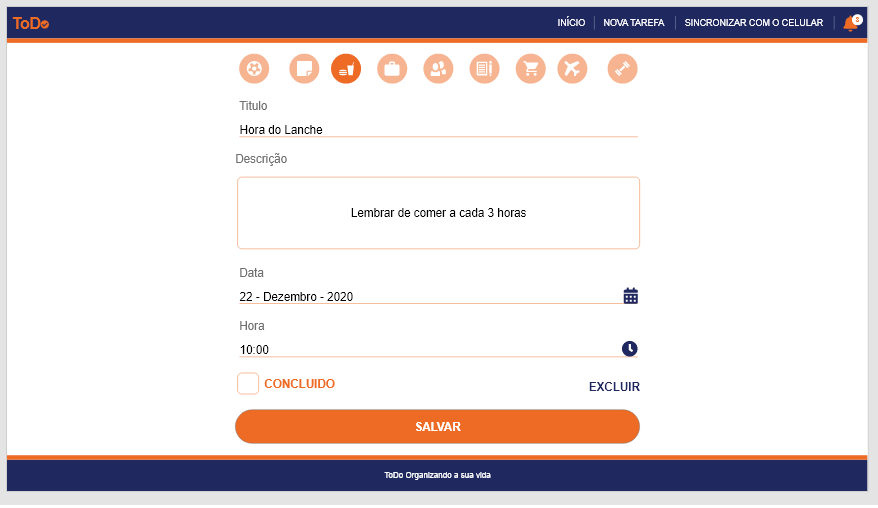 ToDo
INÍCIO
NOVA TAREFA
SINCRONIZAR COM O CELULAR
8
Titulo
Hora do Lanche
Descrição
Lembrar de comer a cada 3 horas
Data
22 - Dezembro - 2020
Hora
10:00
CONCLUIDO
EXCLUIR
SALVAR
ToDo Organizando a sua vida